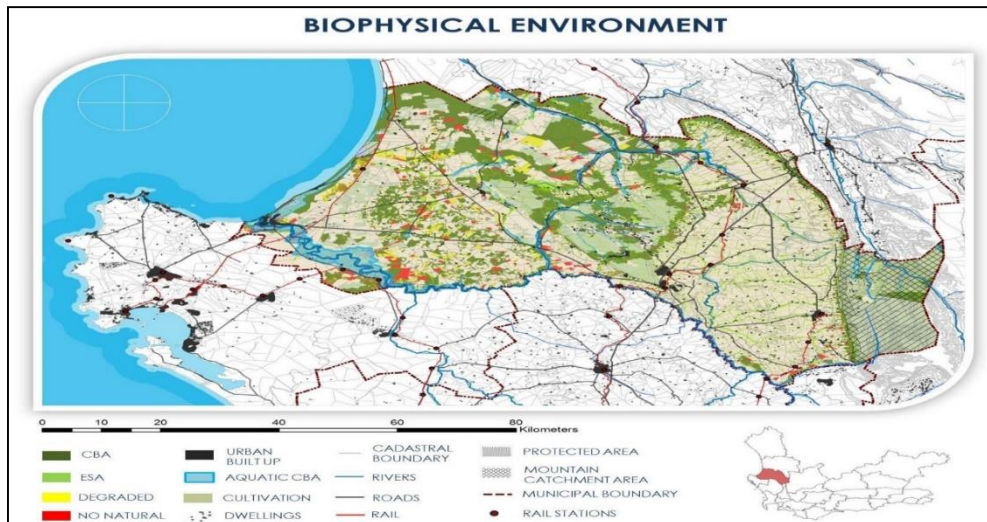 BIOPHYSICAL ENVIRONMENT
0 10 20 40 60 80
Kilometers
CBA
ESA
DEGRADED
NO NATURAL
URBAN
BUILT UP
AQUATIC CBA
CULTIVATION
DWELLINGS
CADASTRAL
BOUNDARY
RIVERS
ROADS
RAIL
PROTECTED AREA
MOUNTAIN
CATCHMENT AREA
MUNICIPAL BOUNDARY
RAIL STATIONS